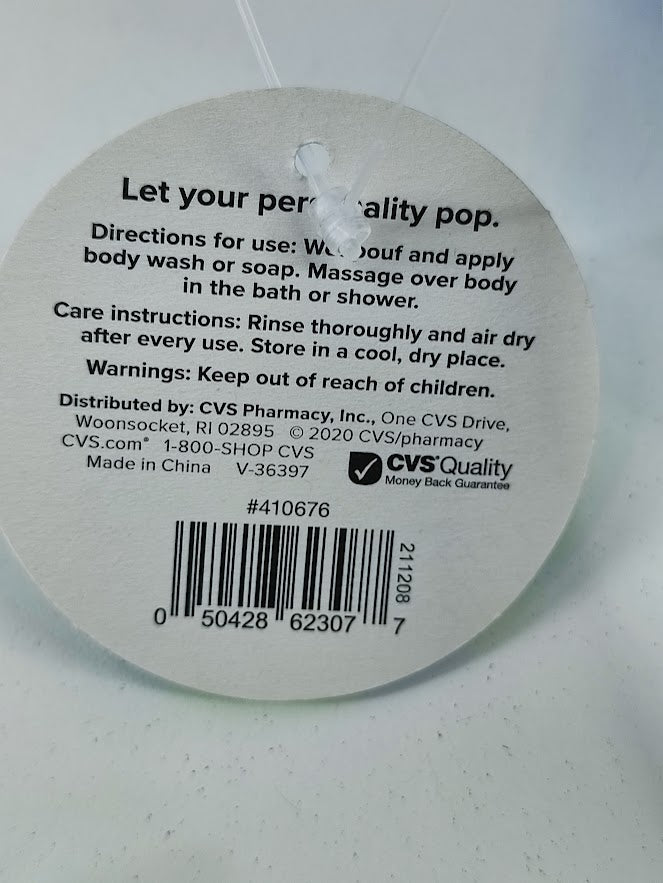 Let your pop.
Directions for use: pouf and apply
body wash or soap. Massage over body
in the bath or shower.
Care instructions: Rinse thoroughly and air dry
after every use. Store in a cool, dry place.
Warnings: Keep out of reach of children.
Distributed by: CVS Pharmacy, Inc., One CVS Drive,
Woonsocket, RI 02895 © 2020 CVS/pharmacy
CVS.com® 1-800-SHOP CVS
Made in China V-36397
CVS® Quality
Money Back Guarantee
#410676
211208
0 50428 62307 7